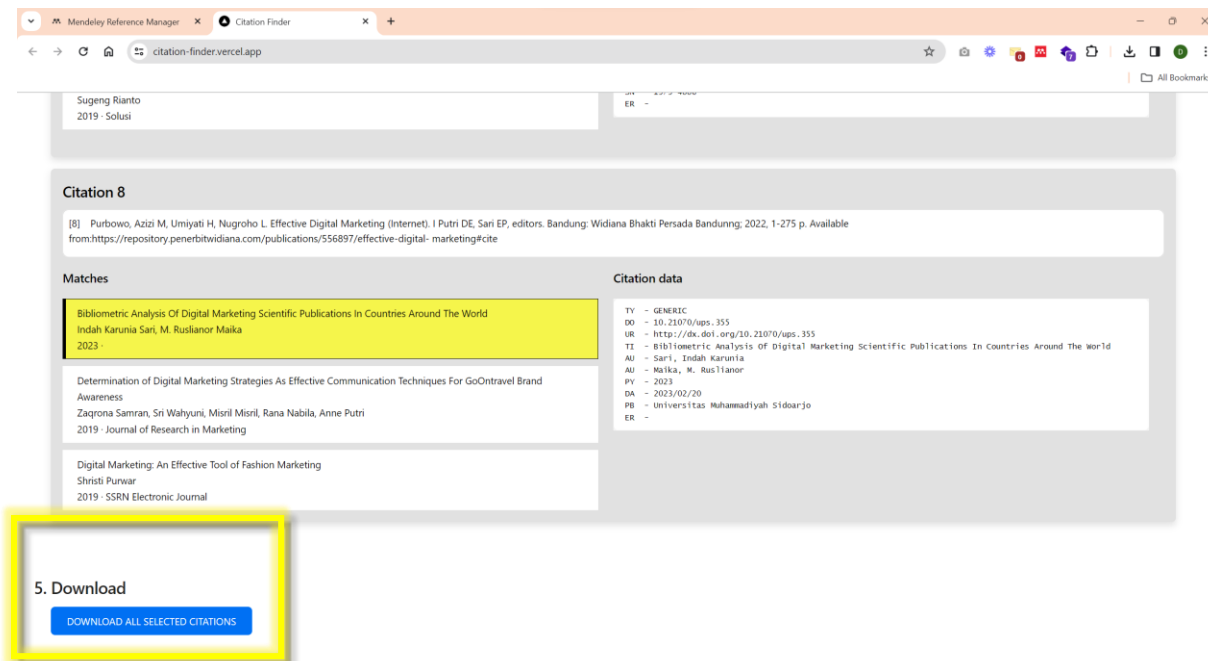 Mendeley Reference Manager
Citation Finder
citation-finder.vercel.app
0
7
D
All Bookmarks
Sugeng Rianto
2019 · Solusi
ER -
Citation 8
[8] Purbowo, Azizi M, Umiyati H, Nugroho L. Effective Digital Marketing (Internet). I Putri DE, Sari EP, editors. Bandung: Widiana Bhakti Persada Bandunng; 2022, 1-275 p. Available
from:https://repository.penerbitwidiana.com/publications/556897/effective-digital- marketing#cite
Matches
Bibliometric Analysis Of Digital Marketing Scientific Publications In Countries Around The World
Indah Karunia Sari, M. Ruslianor Maika
2023 ·
Determination of Digital Marketing Strategies As Effective Communication Techniques For GoOntravel Brand
Awareness
Zaqrona Samran, Sri Wahyuni, Misril Misril, Rana Nabila, Anne Putri
2019 · Journal of Research in Marketing
Digital Marketing: An Effective Tool of Fashion Marketing
Shristi Purwar
2019 · SSRN Electronic Journal
Citation data
TY - GENERIC
DO - 10.21070/ups.355
UR - http://dx.doi.org/10.21070/ups.355
TI - Bibliometric Analysis Of Digital Marketing Scientific Publications In Countries Around The World
AU - Sari, Indah Karunia
AU - Maika, M. Ruslianor
PY - 2023
DA - 2023/02/20
PB - Universitas Muhammadiyah Sidoarjo
ER -
5. Download
DOWNLOAD ALL SELECTED CITATIONS